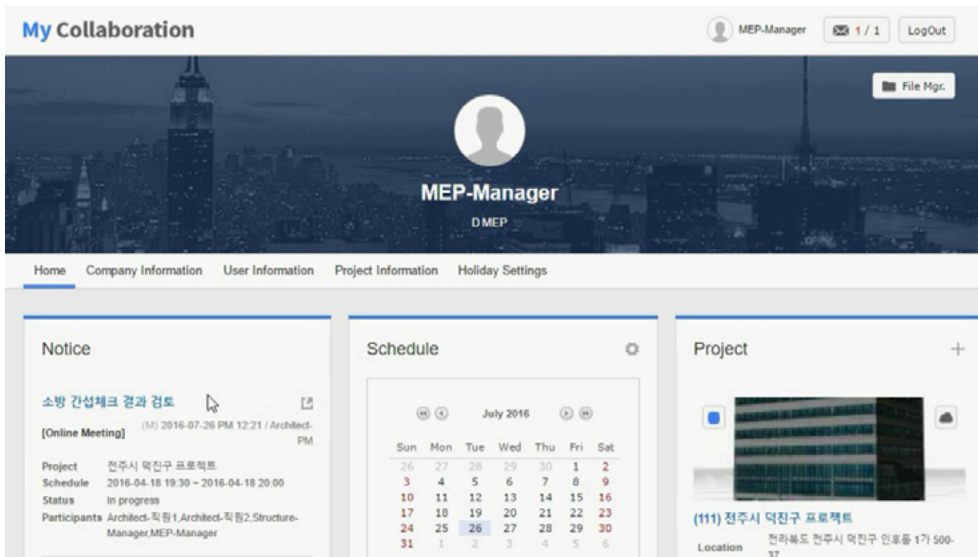 My Collaboration
MEP-Manager
1 / 1
LogOut
File Mgr.
MEP-Manager
D MEP
Home
Company Information
User Information
Project Information
Holiday Settings
Notice
소방 간섭체크 결과 검토
[Online Meeting]
(M) 2016-07-26 PM 12:21 / Architect-
PM
Project 전주시 덕진구 프로젝트
Schedule 2016-04-18 19:30 ~ 2016-04-18 20:00
Status In progress
Participants Architect-직원1,Architect-직원2,Structure-
Manager,MEP-Manager
Schedule
July 2016
Sun Mon Tue Wed Thu Fri Sat
26 27 28 29 30 1 2
3 4 5 6 7 8 9
10 11 12 13 14 15 16
17 18 19 20 21 22 23
24 25 26 27 28 29 30
31 1 2 3 4 5 6
Project
(111) 전주시 덕진구 프로젝트
Location 전라북도 전주시 덕진구 인후동 1가 500-
37